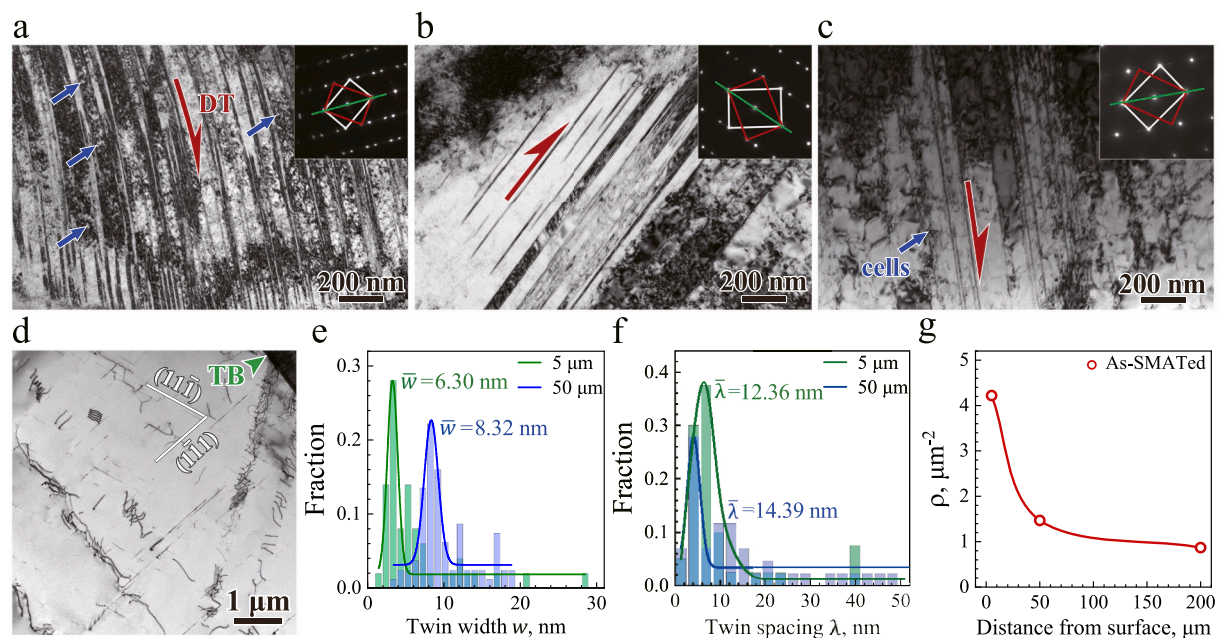 a
b
c
DT
cells
200 nm
200 nm
200 nm
d
e
f
g
TB
(111̄)
(11̄1)
1 μm
5 μm
50 μm
w̄=6.30 nm
w̄=8.32 nm
Fraction
0.3
0.2
0.1
0.0
0
10
20
30
Twin width w, nm
5 μm
50 μm
λ̄=12.36 nm
λ̄=14.39 nm
Fraction
0.4
0.3
0.2
0.1
0.0
0
10
20
30
40
50
Twin spacing λ, nm
As-SMATed
ρ, μm⁻²
5
4
3
2
1
0
0
50
100
150
200
Distance from surface, μm